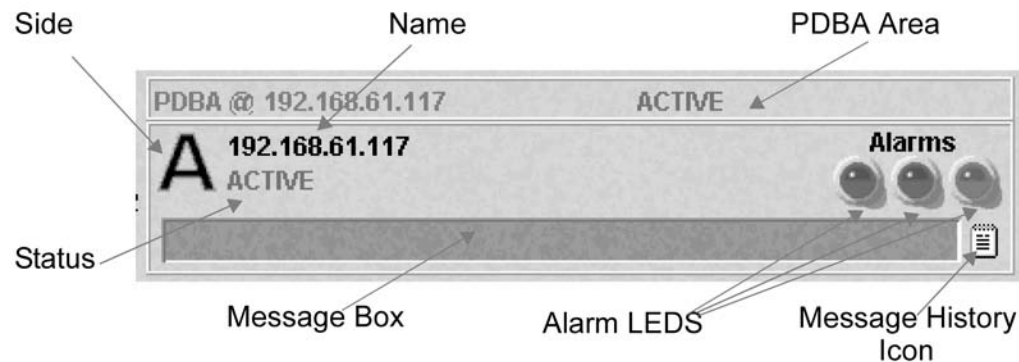 Side
Name
PDBA Area
PDBA @ 192.168.61.117 ACTIVE
A
192.168.61.117
ACTIVE
Alarms
Status
Message Box
Alarm LEDS
Message History
Icon